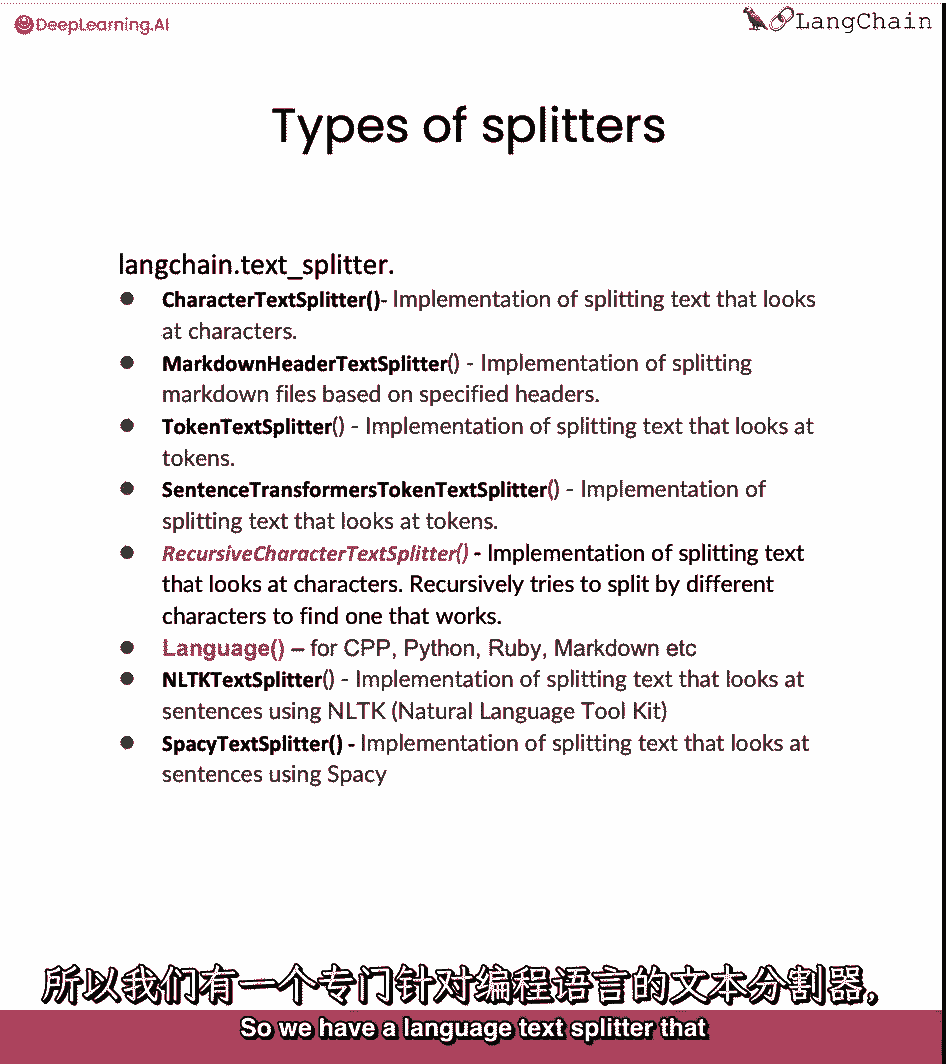 DeepLearning.AI
LangChain
Types of splitters
langchain.text_splitter.
● CharacterTextSplitter()- Implementation of splitting text that looks
at characters.
● MarkdownHeaderTextSplitter() - Implementation of splitting
markdown files based on specified headers.
● TokenTextSplitter() - Implementation of splitting text that looks at
tokens.
● SentenceTransformersTokenTextSplitter() - Implementation of
splitting text that looks at tokens.
● RecursiveCharacterTextSplitter() - Implementation of splitting text
that looks at characters. Recursively tries to split by different
characters to find one that works.
● Language() – for CPP, Python, Ruby, Markdown etc
● NLTKTextSplitter() - Implementation of splitting text that looks at
sentences using NLTK (Natural Language Tool Kit)
● SpacyTextSplitter() - Implementation of splitting text that looks at
sentences using Spacy
所以我们有一个专门针对编程语言的文本分割器,
So we have a language text splitter that